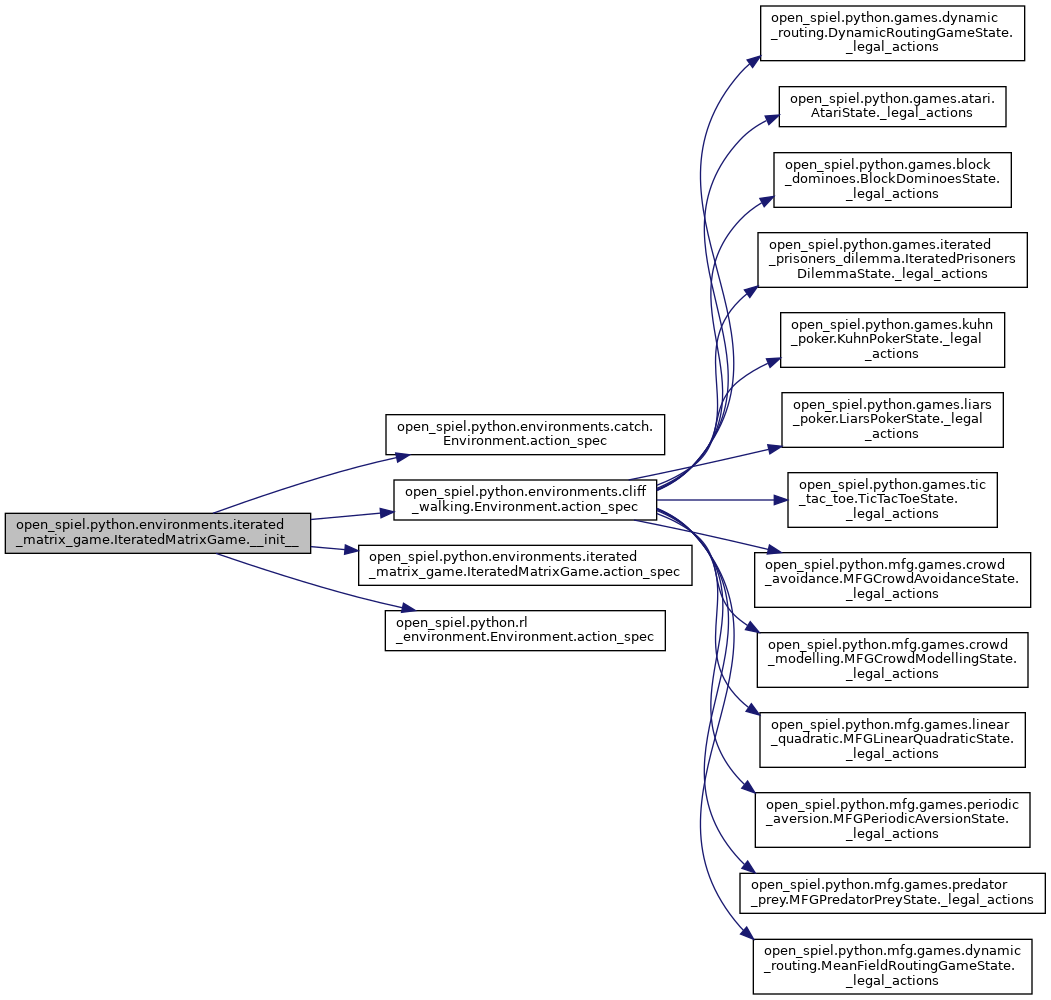 open_spiel.python.games.dynamic
_routing.DynamicRoutingGameState.
_legal_actions
open_spiel.python.games.atari.
AtariState._legal_actions
open_spiel.python.games.block
_dominoes.BlockDominoesState.
_legal_actions
open_spiel.python.games.iterated
_prisoners_dilemma.IteratedPrisoners
DilemmaState._legal_actions
open_spiel.python.games.kuhn
_poker.KuhnPokerState._legal
_actions
open_spiel.python.games.liars
_poker.LiarsPokerState._legal
_actions
open_spiel.python.environments.catch.
Environment.action_spec
open_spiel.python.environments.cliff
_walking.Environment.action_spec
open_spiel.python.games.tic
_tac_toe.TicTacToeState.
_legal_actions
open_spiel.python.environments.iterated
_matrix_game.IteratedMatrixGame.__init__
open_spiel.python.environments.iterated
_matrix_game.IteratedMatrixGame.action_spec
open_spiel.python.mfg.games.crowd
_avoidance.MFGCrowdAvoidanceState.
_legal_actions
open_spiel.python.rl
_environment.Environment.action_spec
open_spiel.python.mfg.games.crowd
_modelling.MFGCrowdModellingState.
_legal_actions
open_spiel.python.mfg.games.linear
_quadratic.MFGLinearQuadraticState.
_legal_actions
open_spiel.python.mfg.games.periodic
_aversion.MFGPeriodicAversionState.
_legal_actions
open_spiel.python.mfg.games.predator
_prey.MFGPredatorPreyState._legal_actions
open_spiel.python.mfg.games.dynamic
_routing.MeanFieldRoutingGameState.
_legal_actions